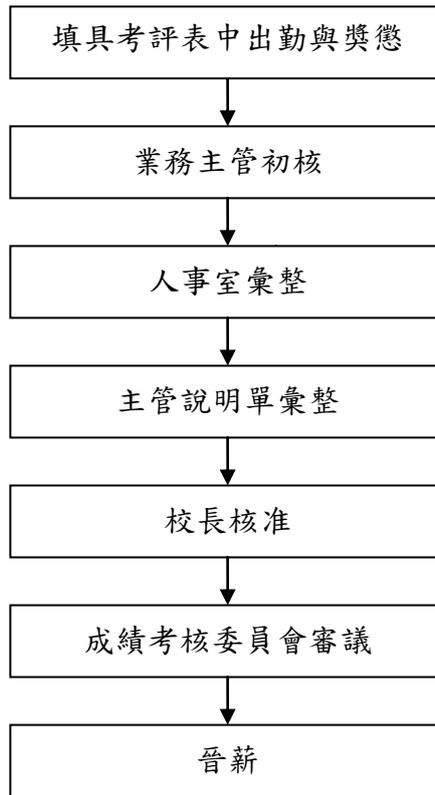 填具考評表中出勤與獎懲
業務主管初核
人事室彙整
主管說明單彙整
校長核准
成績考核委員會審議
晉薪